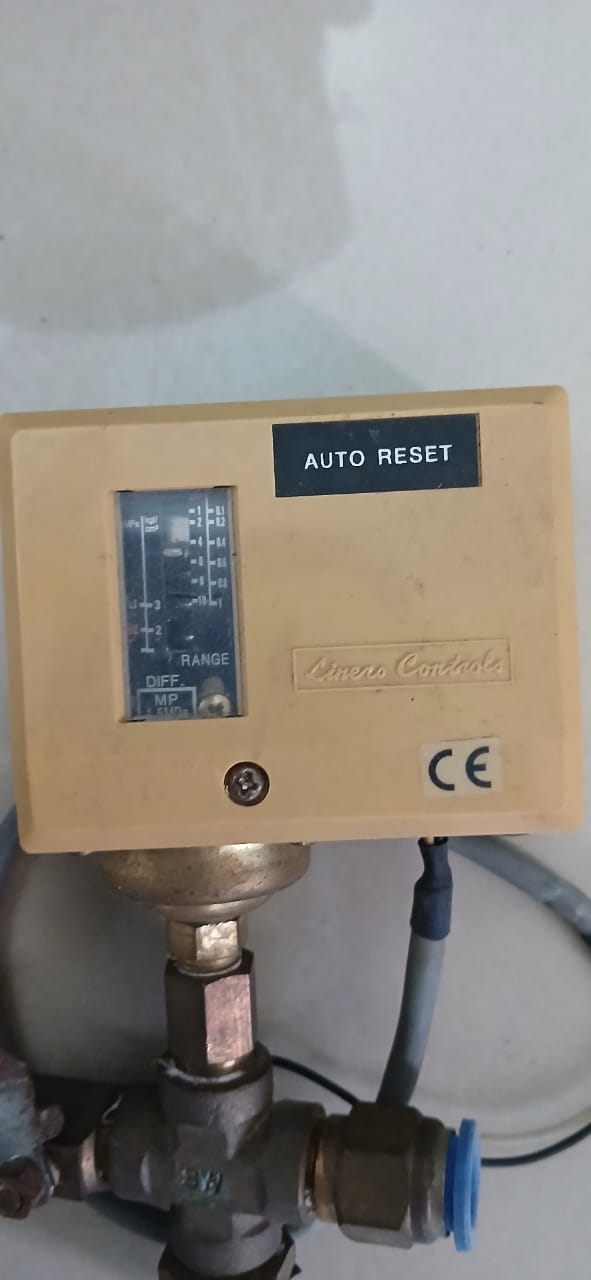 AUTO RESET
kgf/
cm²
1 0.1
2 0.2
4 0.4
6 0.6
8 0.8
10 1
3
2
RANGE
DIFF.
MP
Liners Controls
CE